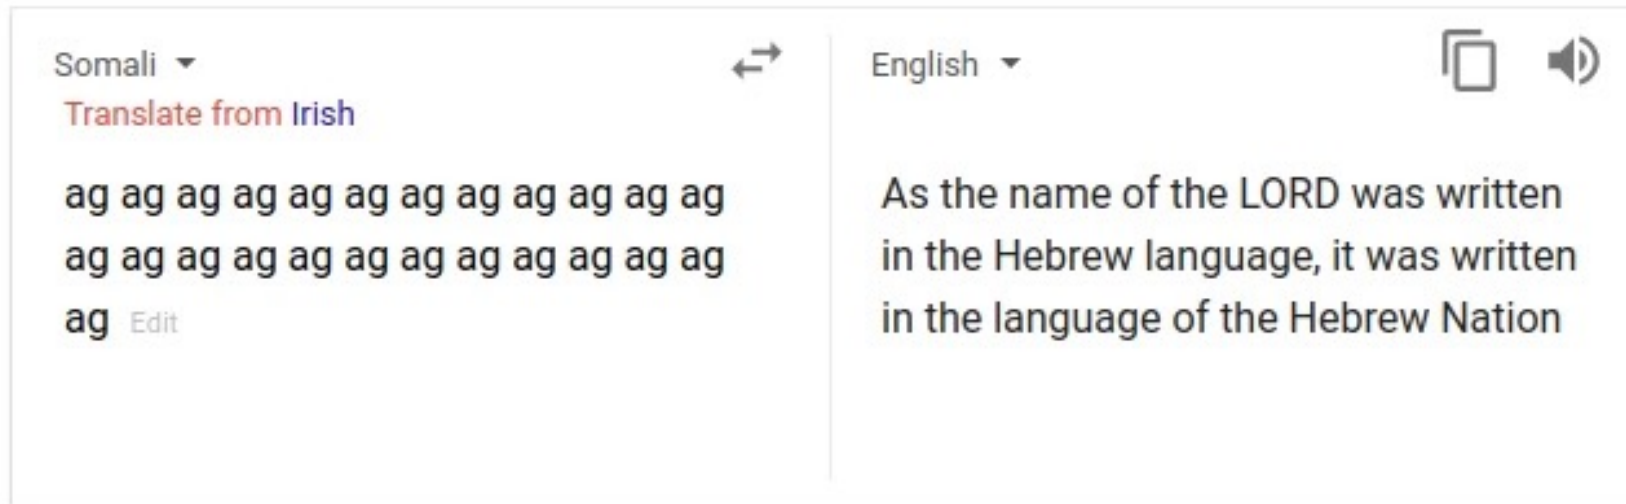 Somali
Translate from Irish
ag ag ag ag ag ag ag ag ag ag ag ag
ag ag ag ag ag ag ag ag ag ag ag ag
ag Edit
English
As the name of the LORD was written
in the Hebrew language, it was written
in the language of the Hebrew Nation